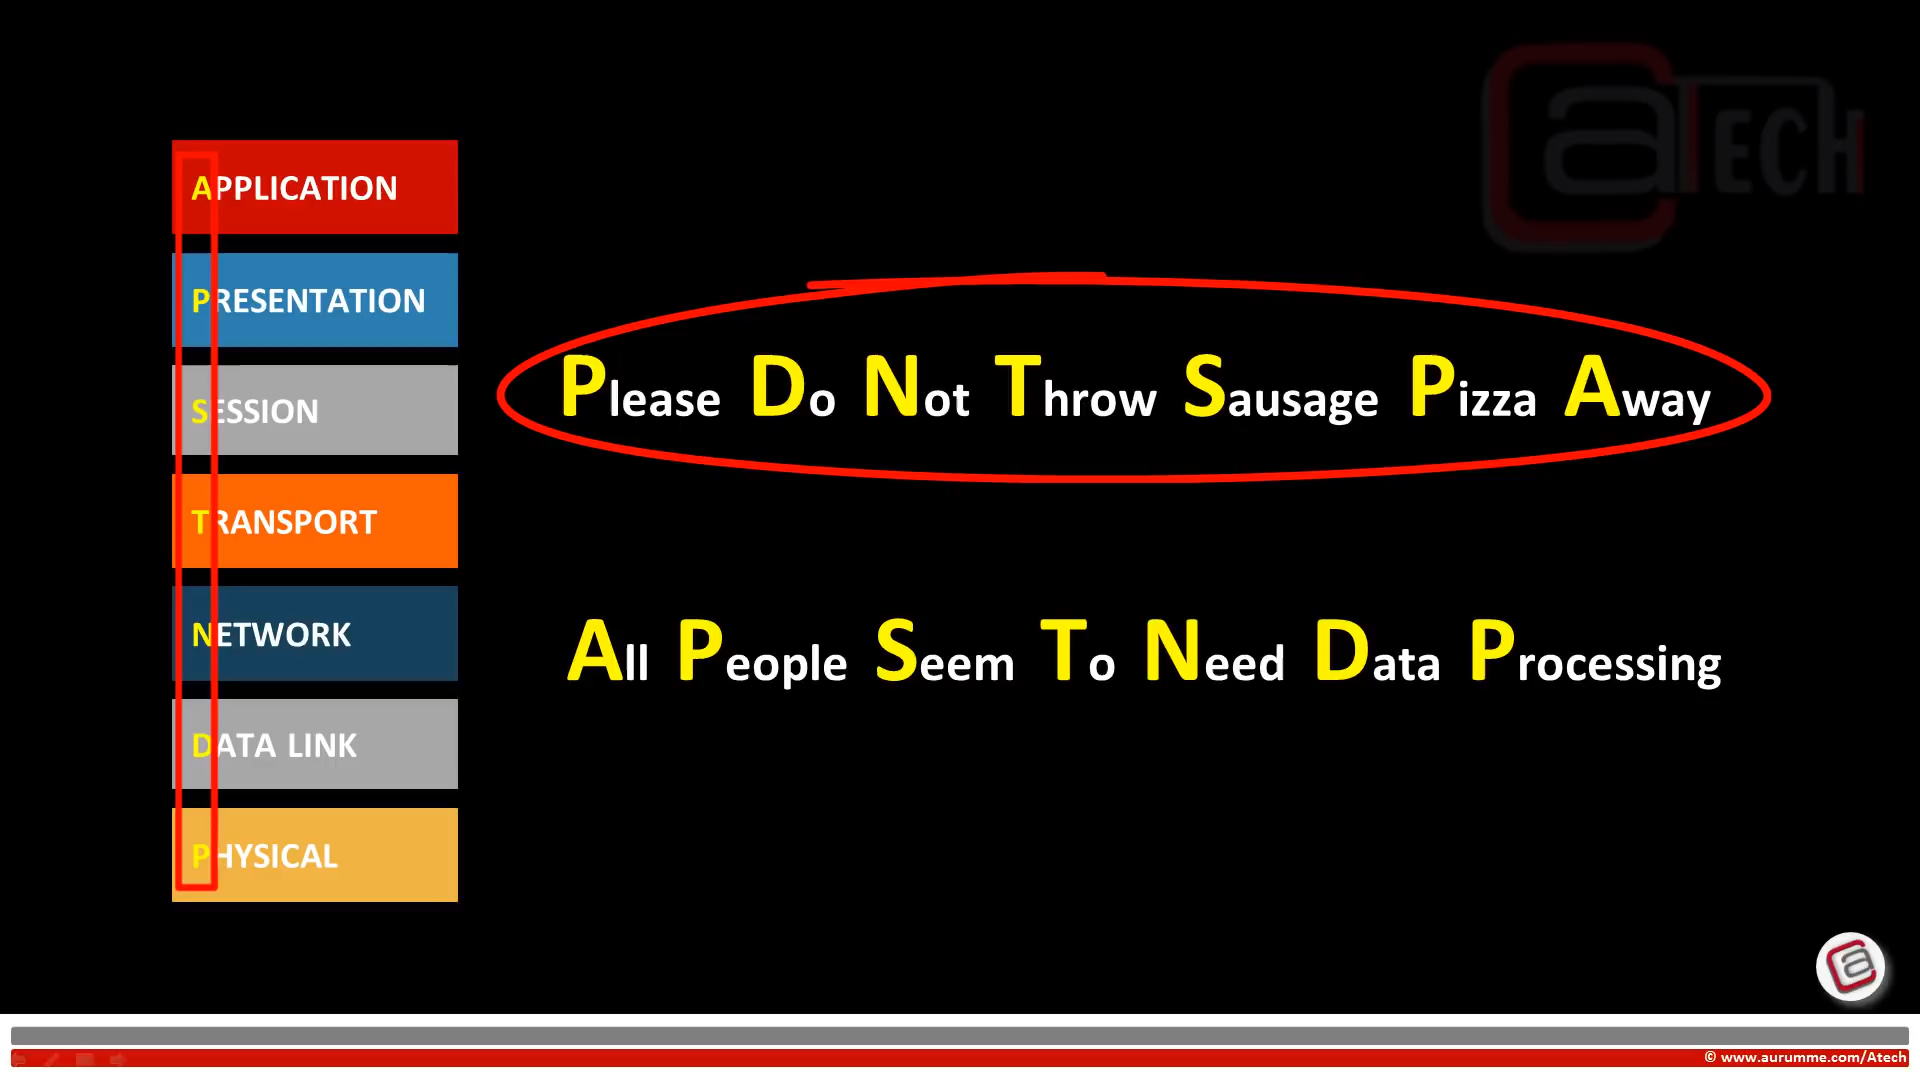 aTECH
APPLICATION
PRESENTATION
SESSION
TRANSPORT
NETWORK
DATA LINK
PHYSICAL
Please Do Not Throw Sausage Pizza Away
All People Seem To Need Data Processing
a
© www.aurumme.com/Atech